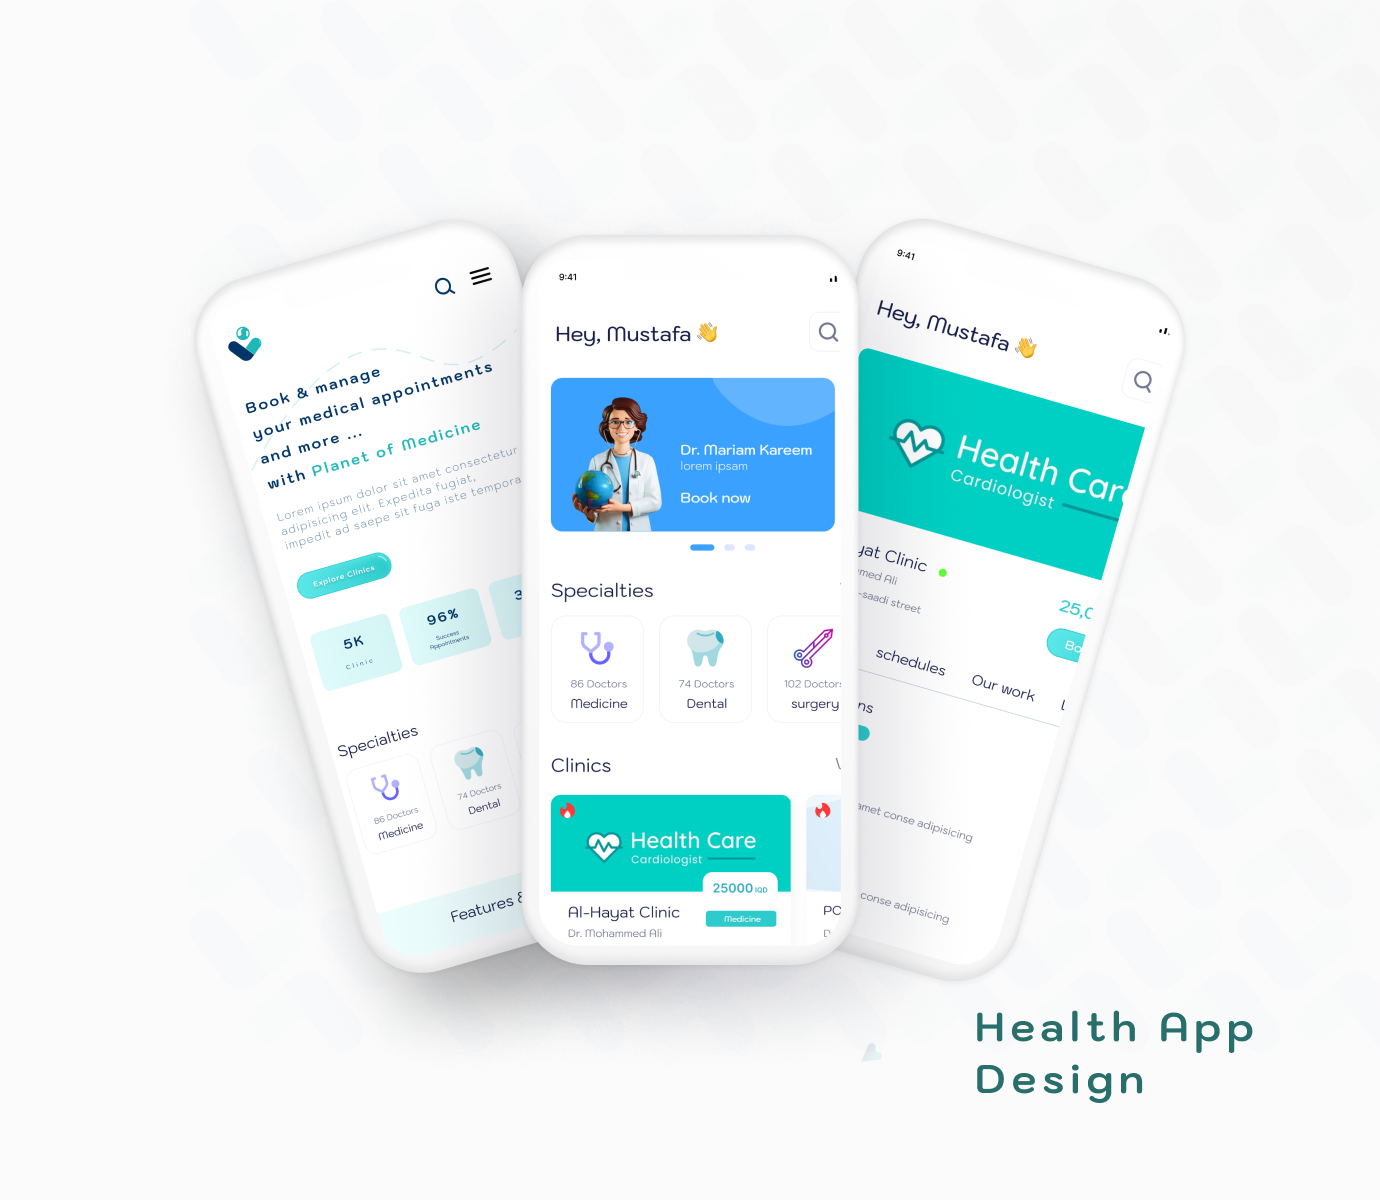 Book & manage
your medical appointments
and more ...
with Planet of Medicine
Lorem ipsum dolor sit amet consectetur
adipisicing elit. Expedita fugiat,
impedit ad saepe sit fuga iste tempora
Explore Clinics
5K
Clinic
96%
Success
Appointments
3
Specialties
86 Doctors
Medicine
74 Doctors
Dental
Features &
9:41
Hey, Mustafa 👋
Dr. Mariam Kareem
lorem ipsam
Book now
Specialties
86 Doctors
Medicine
74 Doctors
Dental
102 Doctors
surgery
Clinics
Health Care
Cardiologist
25000 IQD
Al-Hayat Clinic
Medicine
Dr. Mohammed Ali
PO
D
9:41
Hey, Mustafa 👋
Health Care
Cardiologist
yat Clinic
med Ali
-saadi street
25,0
Bo
schedules
Our work
ns
amet conse adipisicing
conse adipisicing
Health App
Design